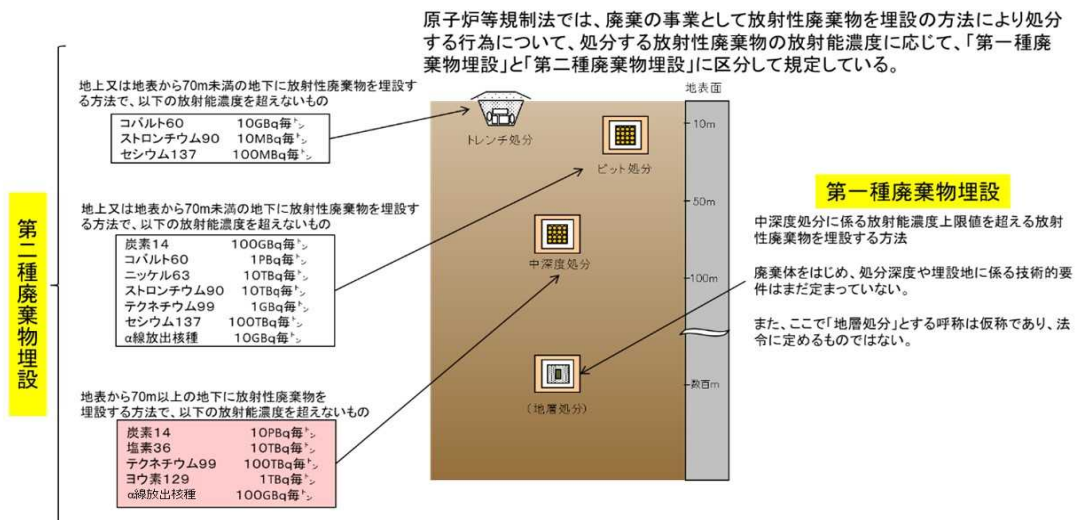 原子炉等規制法では、廃棄の事業として放射性廃棄物を埋設の方法により処分
する行為について、処分する放射性廃棄物の放射能濃度に応じて、「第一種廃
棄物埋設」と「第二種廃棄物埋設」に区分して規定している。
第二種廃棄物埋設
地上又は地表から70m未満の地下に放射性廃棄物を埋設す
る方法で、以下の放射能濃度を超えないもの
コバルト60 10GBq毎㌧
ストロンチウム90 10MBq毎㌧
セシウム137 100MBq毎㌧
地上又は地表から70m未満の地下に放射性廃棄物を埋設す
る方法で、以下の放射能濃度を超えないもの
炭素14 100GBq毎㌧
コバルト60 1PBq毎㌧
ニッケル63 10TBq毎㌧
ストロンチウム90 10TBq毎㌧
テクネチウム99 1GBq毎㌧
セシウム137 100TBq毎㌧
α線放出核種 10GBq毎㌧
地表から70m以上の地下に放射性廃棄物を
埋設する方法で、以下の放射能濃度を超えないもの
炭素14 10PBq毎㌧
塩素36 10TBq毎㌧
テクネチウム99 100TBq毎㌧
ヨウ素129 1TBq毎㌧
α線放出核種 100GBq毎㌧
トレンチ処分
ピット処分
中深度処分
(地層処分)
地表面
10m
50m
100m
数百m
第一種廃棄物埋設
中深度処分に係る放射能濃度上限値を超える放射
性廃棄物を埋設する方法
廃棄体をはじめ、処分深度や埋設地に係る技術的要
件はまだ定まっていない。
また、ここで「地層処分」とする呼称は仮称であり、法
令に定めるものではない。